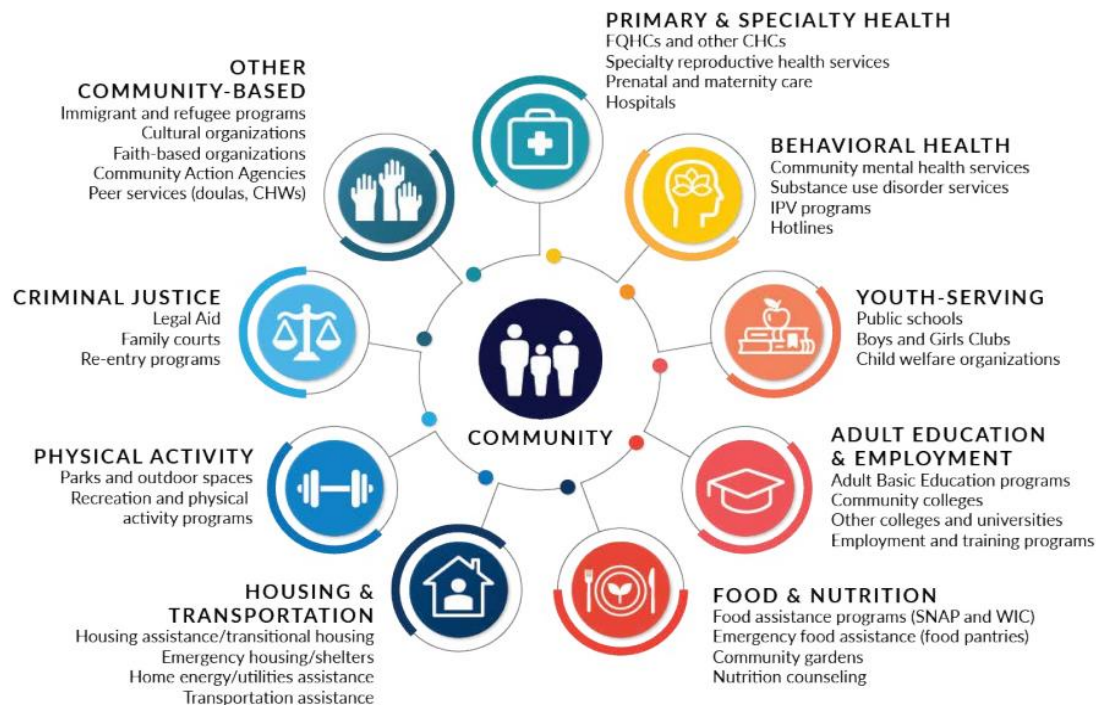 PRIMARY & SPECIALTY HEALTH
FQHCs and other CHCs
Specialty reproductive health services
Prenatal and maternity care
Hospitals
BEHAVIORAL HEALTH
Community mental health services
Substance use disorder services
IPV programs
Hotlines
YOUTH-SERVING
Public schools
Boys and Girls Clubs
Child welfare organizations
ADULT EDUCATION
& EMPLOYMENT
Adult Basic Education programs
Community colleges
Other colleges and universities
Employment and training programs
FOOD & NUTRITION
Food assistance programs (SNAP and WIC)
Emergency food assistance (food pantries)
Community gardens
Nutrition counseling
HOUSING &
TRANSPORTATION
Housing assistance/transitional housing
Emergency housing/shelters
Home energy/utilities assistance
Transportation assistance
PHYSICAL ACTIVITY
Parks and outdoor spaces
Recreation and physical
activity programs
CRIMINAL JUSTICE
Legal Aid
Family courts
Re-entry programs
OTHER
COMMUNITY-BASED
Immigrant and refugee programs
Cultural organizations
Faith-based organizations
Community Action Agencies
Peer services (doulas, CHWs)
COMMUNITY